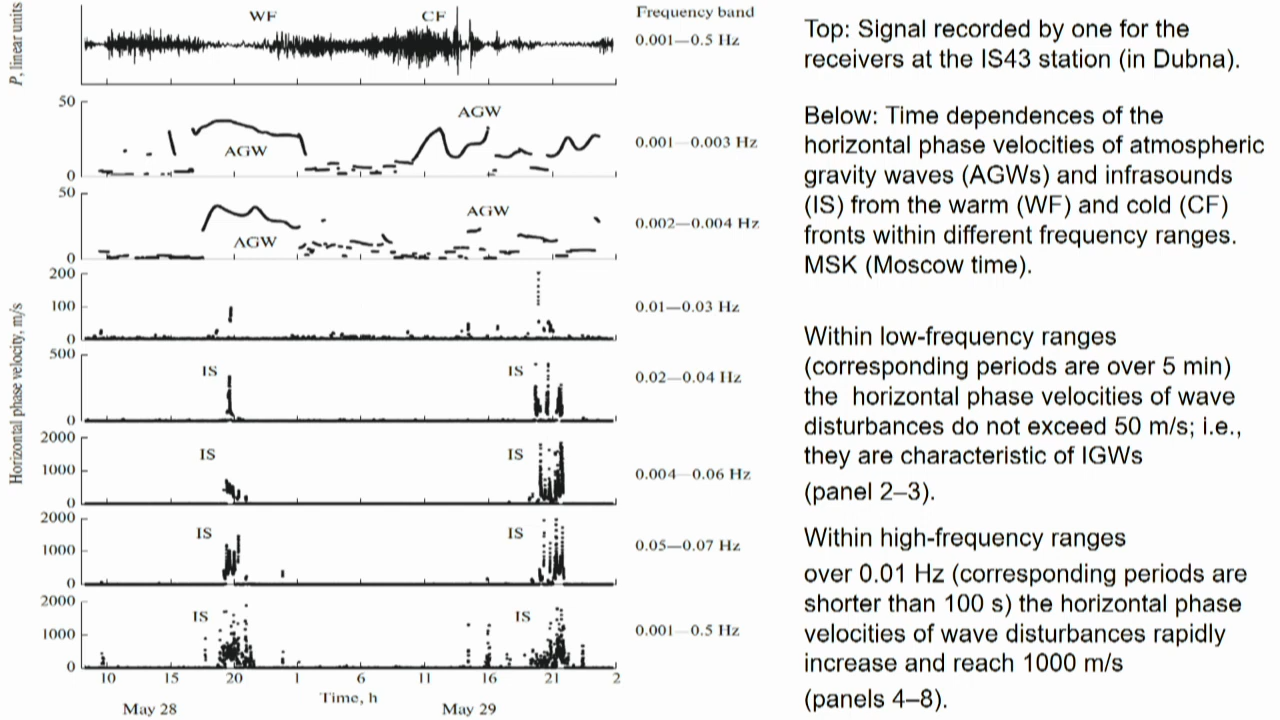 WF
CF
Frequency band
P, linear units
0.001—0.5 Hz
50
AGW
AGW
0.001—0.003 Hz
0
50
AGW
AGW
0.002—0.004 Hz
0
200
100
0.01—0.03 Hz
0
500
IS
IS
0.02—0.04 Hz
0
Horizontal phase velocity, m/s
2000
IS
IS
1000
0.004—0.06 Hz
0
2000
IS
IS
1000
0.05—0.07 Hz
0
2000
IS
IS
1000
0.001—0.5 Hz
0
10 15 20 1 6 11 16 21 2
Time, h
May 28 May 29
Top: Signal recorded by one for the
receivers at the IS43 station (in Dubna).
Below: Time dependences of the
horizontal phase velocities of atmospheric
gravity waves (AGWs) and infrasounds
(IS) from the warm (WF) and cold (CF)
fronts within different frequency ranges.
MSK (Moscow time).
Within low-frequency ranges
(corresponding periods are over 5 min)
the horizontal phase velocities of wave
disturbances do not exceed 50 m/s; i.e.,
they are characteristic of IGWs
(panel 2–3).
Within high-frequency ranges
over 0.01 Hz (corresponding periods are
shorter than 100 s) the horizontal phase
velocities of wave disturbances rapidly
increase and reach 1000 m/s
(panels 4–8).